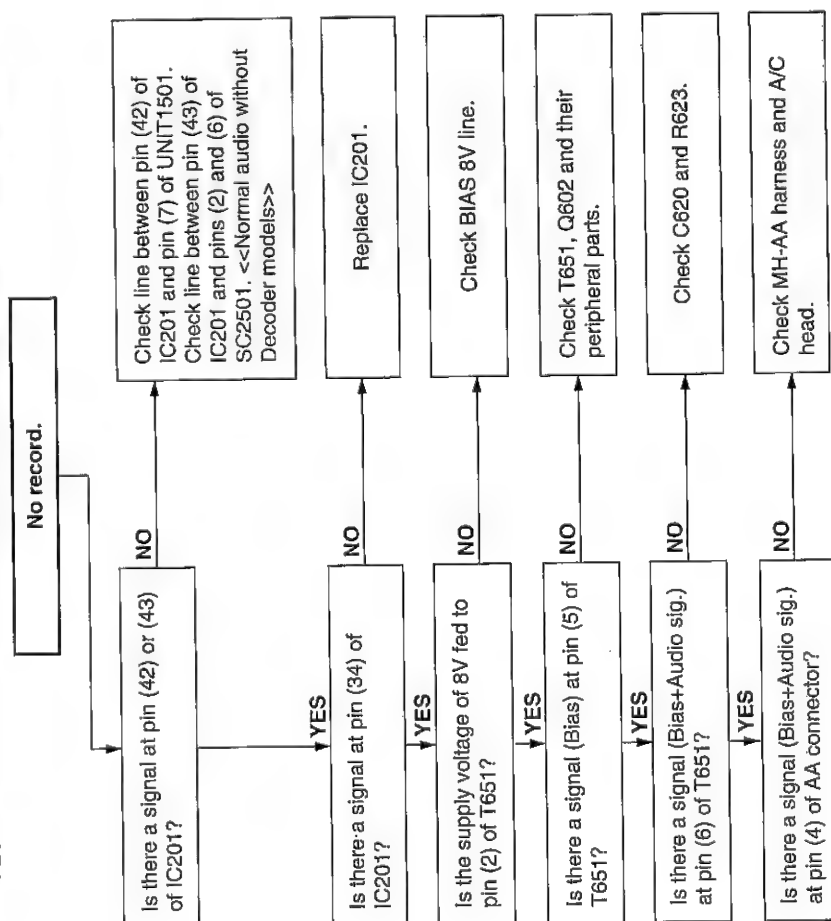 No record.
Is there a signal at pin (42) or (43)
of IC201?
NO
Check line between pin (42) of
IC201 and pin (7) of UNIT1501.
Check line between pin (43) of
IC201 and pins (2) and (6) of
SC2501. <<Normal audio without
Decoder models>>
YES
Is there a signal at pin (34) of
IC201?
NO
Replace IC201.
YES
Is the supply voltage of 8V fed to
pin (2) of T651?
NO
Check BIAS 8V line.
YES
Is there a signal (Bias) at pin (5) of
T651?
NO
Check T651, Q602 and their
peripheral parts.
YES
Is there a signal (Bias+Audio sig.)
at pin (6) of T651?
NO
Check C620 and R623.
YES
Is there a signal (Bias+Audio sig.)
at pin (4) of AA connector?
NO
Check MH-AA harness and A/C
head.